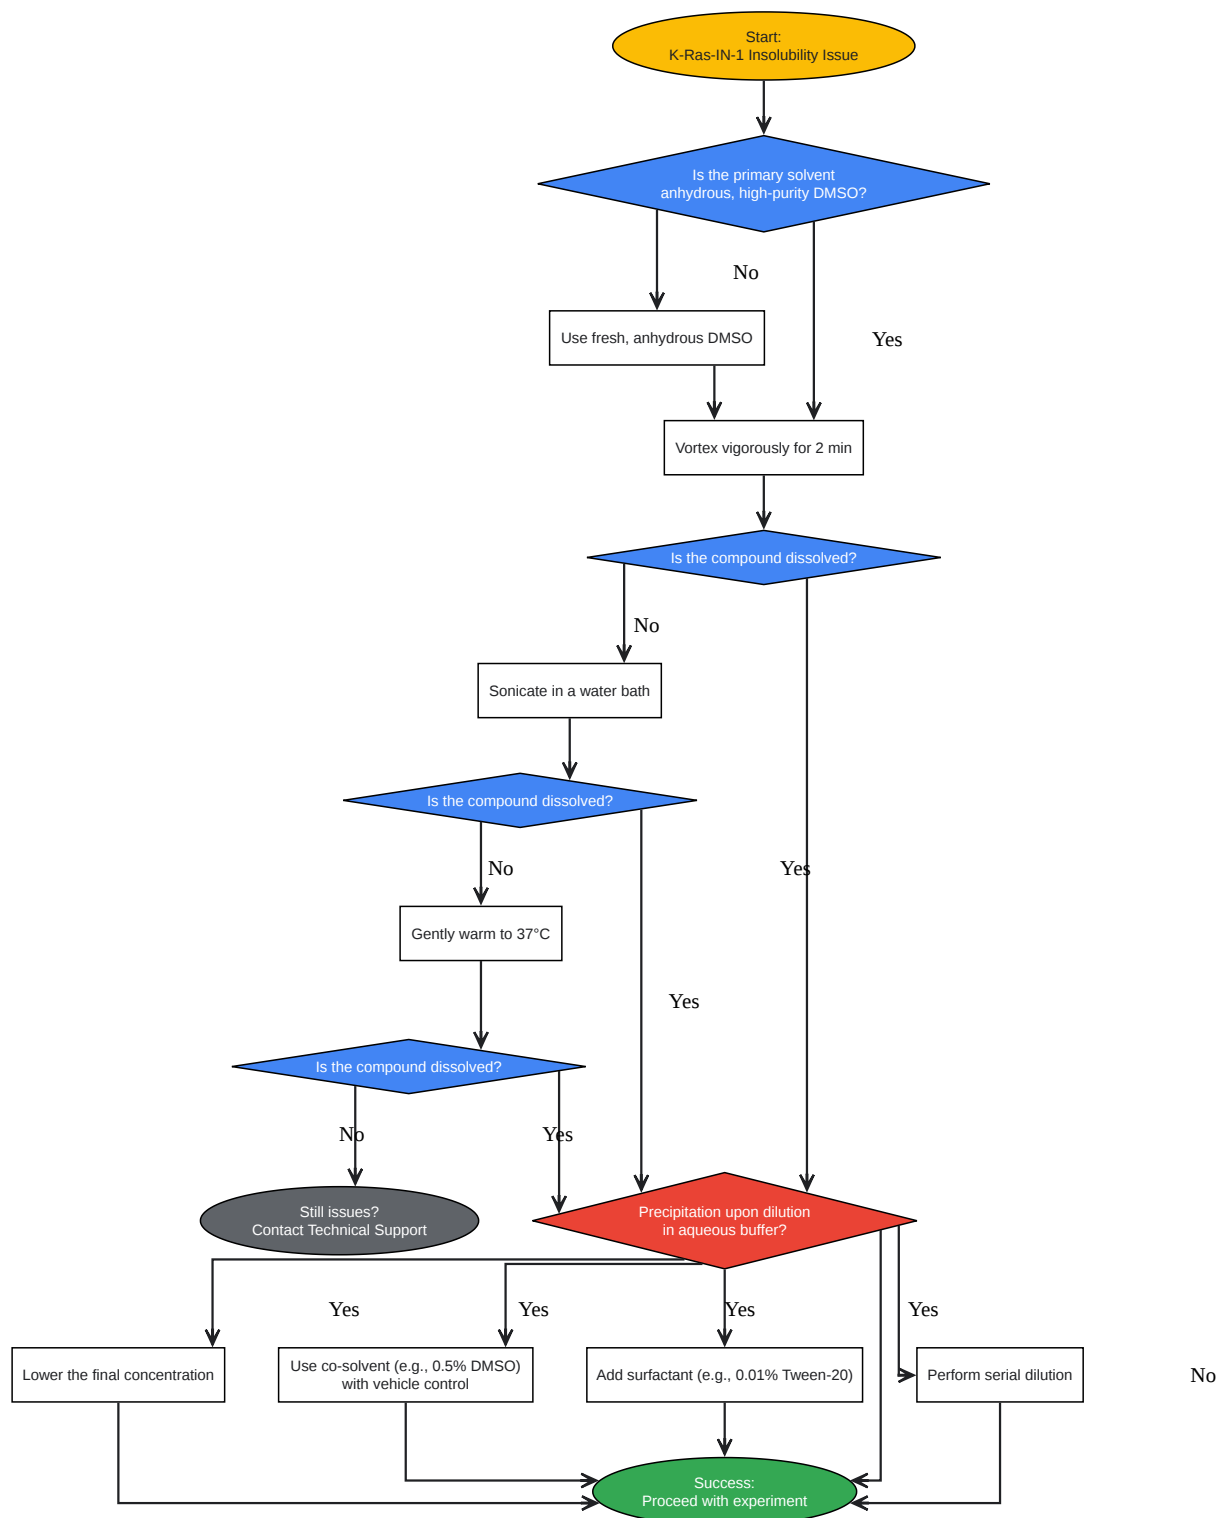 Start:
K-Ras-IN-1 Insolubility Issue
Is the primary solvent
anhydrous, high-purity DMSO?
No
Use fresh, anhydrous DMSO
Yes
Vortex vigorously for 2 min
Is the compound dissolved?
No
Sonicate in a water bath
Is the compound dissolved?
No
Yes
Gently warm to 37°C
Yes
Is the compound dissolved?
No
Yes
Still issues?
Contact Technical Support
Precipitation upon dilution
in aqueous buffer?
Yes
Yes
Yes
Yes
Lower the final concentration
Use co-solvent (e.g., 0.5% DMSO)
with vehicle control
Add surfactant (e.g., 0.01% Tween-20)
Perform serial dilution
No
Success:
Proceed with experiment